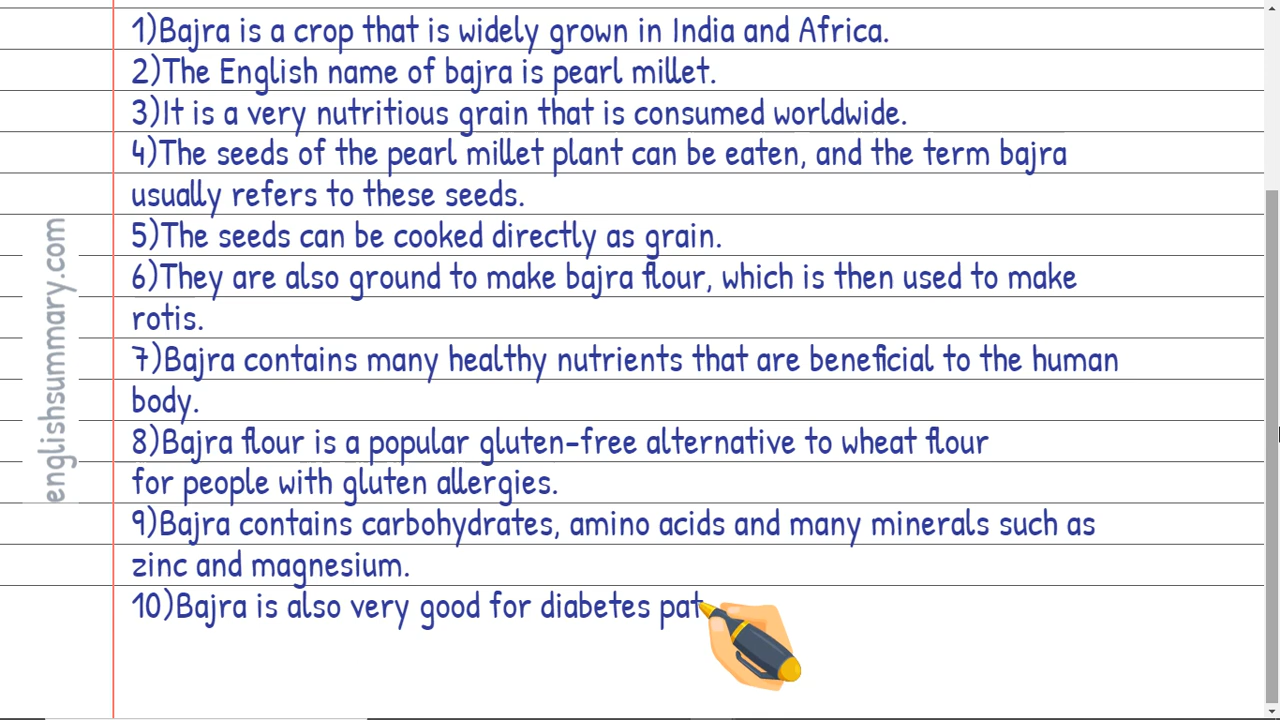 1)Bajra is a crop that is widely grown in India and Africa.
2)The English name of bajra is pearl millet.
3)It is a very nutritious grain that is consumed worldwide.
4)The seeds of the pearl millet plant can be eaten, and the term bajra
usually refers to these seeds.
5)The seeds can be cooked directly as grain.
6)They are also ground to make bajra flour, which is then used to make
rotis.
7)Bajra contains many healthy nutrients that are beneficial to the human
body.
8)Bajra flour is a popular gluten-free alternative to wheat flour
for people with gluten allergies.
9)Bajra contains carbohydrates, amino acids and many minerals such as
zinc and magnesium.
10)Bajra is also very good for diabetes pat
englishsummary.com